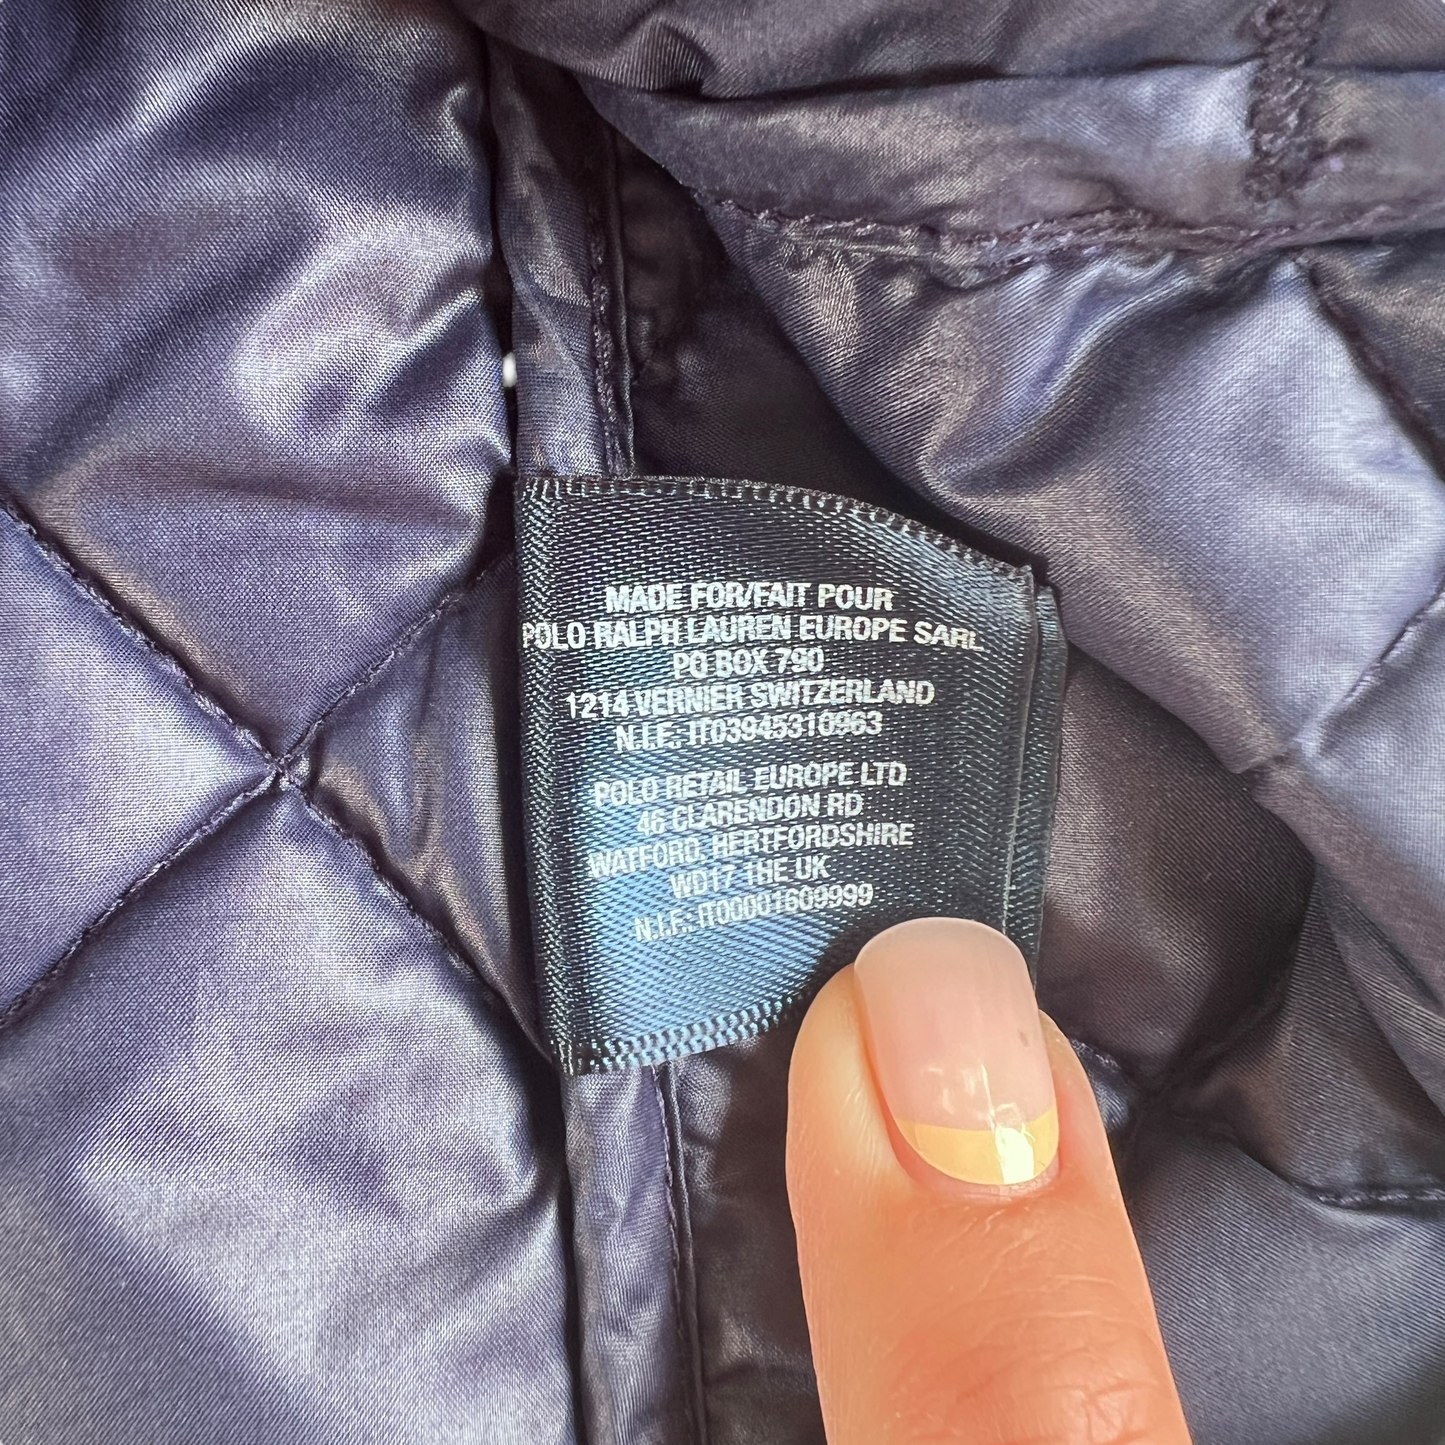 MADE FOR/FAIT POUR
POLO RALPH LAUREN EUROPE SARL
PO BOX 790
1214 VERNIER SWITZERLAND
N.I.F.: IT03945310963
POLO RETAIL EUROPE LTD
46 CLARENDON RD
WATFORD, HERTFORDSHIRE
WD17 1HE UK
N.I.F.: IT00001609999